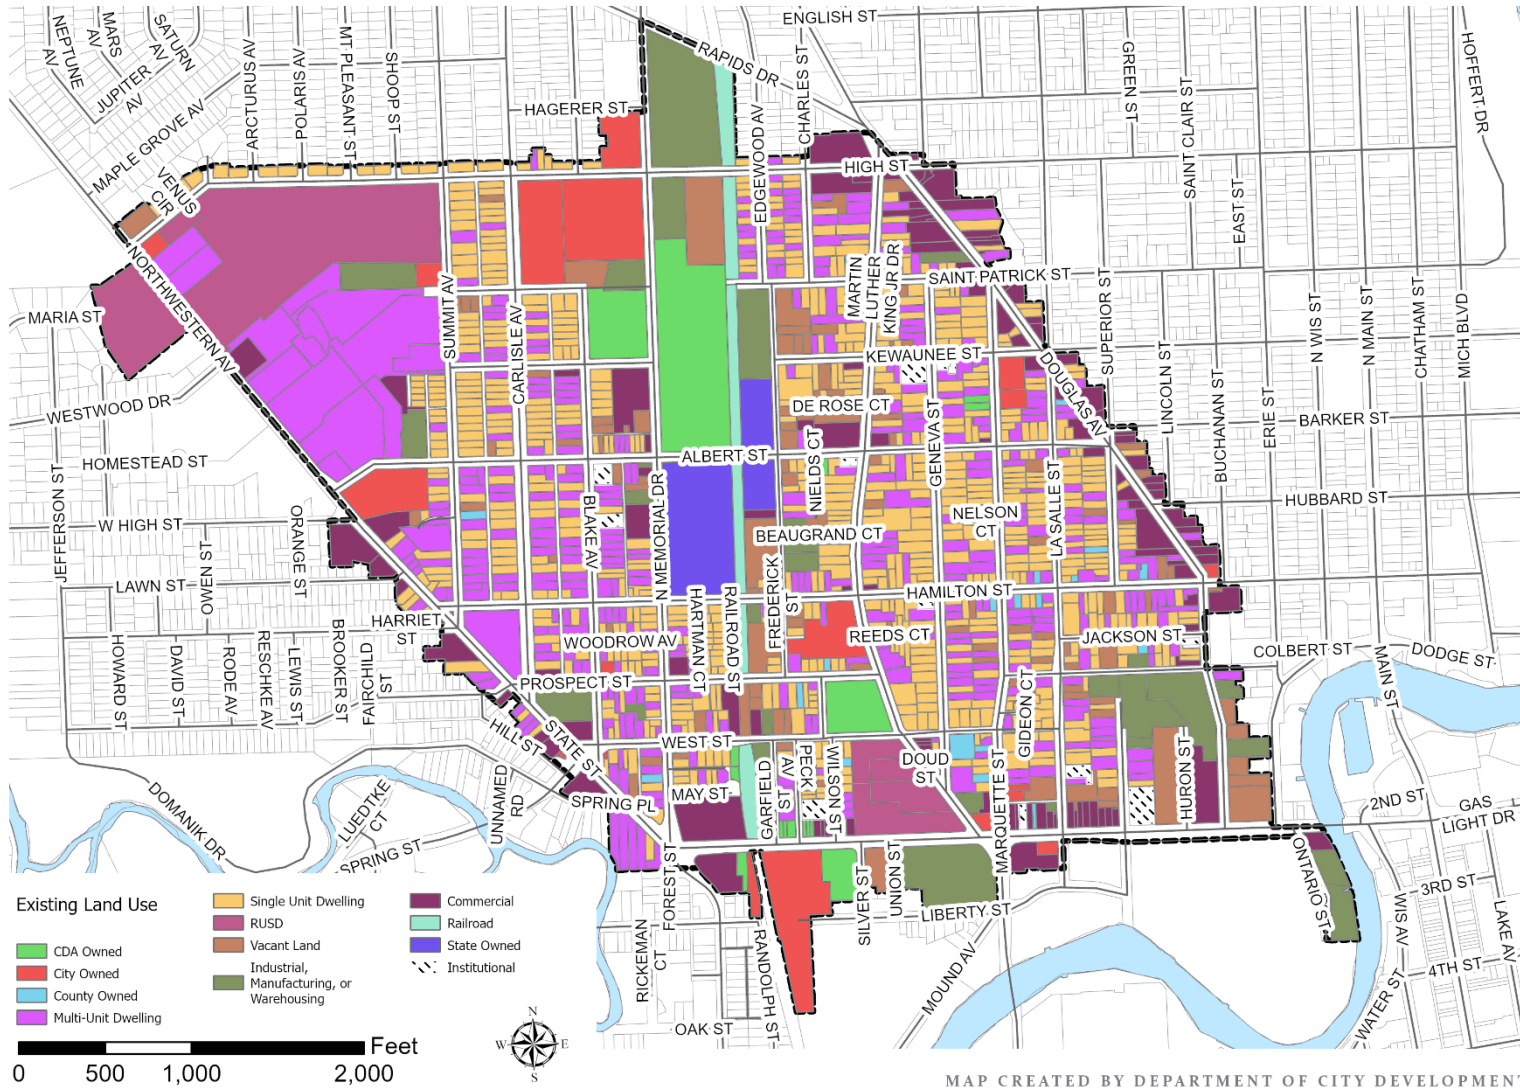 ENGLISH ST
NEPTUNE
AV
MARS
AV
SATURN
AV
JUPITER
AV
MAPLE GROVE AV
ARCTURUS AV
POLARIS AV
MT PLEASANT ST
SHOOP ST
HAGERER ST
RAPIDS DR
EDGEWOOD AV
CHARLES ST
GREEN ST
SAINT CLAIR ST
EAST ST
HOFFERT DR
HIGH ST
VENUS
CIR
NORTHWESTERN AV
MARIA ST
WESTWOOD DR
HOMESTEAD ST
SUMMIT AV
CARLISLE AV
MARTIN
LUTHER
KING JR DR
SAINT PATRICK ST
SUPERIOR ST
KEWAUNEE ST
DOUGLAS AV
LINCOLN ST
BUCHANAN ST
ERIE ST
N WIS ST
N MAIN ST
CHATHAM ST
MICH BLVD
BARKER ST
DE ROSE CT
NIELDS CT
GENEVA ST
ALBERT ST
N MEMORIAL DR
BLAKE AV
BEAUGRAND CT
NELSON
CT
LA SALLE ST
HUBBARD ST
JEFFERSON ST
W HIGH ST
OWEN ST
ORANGE ST
LAWN ST
HARRIET
ST
HAMILTON ST
FREDERICK
ST
RAILROAD ST
HARTMAN CT
WOODROW AV
REEDS CT
JACKSON ST
COLBERT ST
DODGE ST
MAIN ST
HOWARD ST
DAVID ST
RODE AV
RESCHKE AV
LEWIS ST
BROOKER ST
FAIRCHILD
ST
PROSPECT ST
GIDEON CT
HILL ST
STATE ST
WEST ST
PECK
AV
WILSON ST
DOUD
ST
MARQUETTE ST
HURON ST
DOMANIK DR
LUEDTKE
CT
UNNAMED
RD
SPRING ST
SPRING PL
MAY ST
GARFIELD
ST
2ND ST
GAS
LIGHT DR
ONTARIO ST
3RD ST
WIS AV
LAKE AV
4TH ST
WATER ST
FOREST ST
SILVER ST
UNION ST
LIBERTY ST
MOUND AV
RICKEMAN
CT
RANDOLPH ST
OAK ST
Existing Land Use
CDA Owned
City Owned
County Owned
Multi-Unit Dwelling
Single Unit Dwelling
RUSD
Vacant Land
Industrial,
Manufacturing, or
Warehousing
Commercial
Railroad
State Owned
Institutional
N
W
E
S
Feet
0 500 1,000 2,000
MAP CREATED BY DEPARTMENT OF CITY DEVELOPMENT